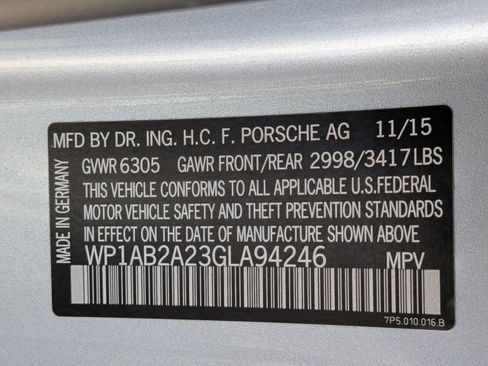 MFD BY DR. ING. H.C. F. PORSCHE AG 11/15
GVWR 6305 GAWR FRONT/REAR 2998/3417LBS
THIS VEHICLE CONFORMS TO ALL APPLICABLE U.S.FEDERAL
MOTOR VEHICLE SAFETY AND THEFT PREVENTION STANDARDS
IN EFFECT ON THE DATE OF MANUFACTURE SHOWN ABOVE
WP1AB2A23GLA94246 MPV
MADE IN GERMANY
7P5.010.016.B